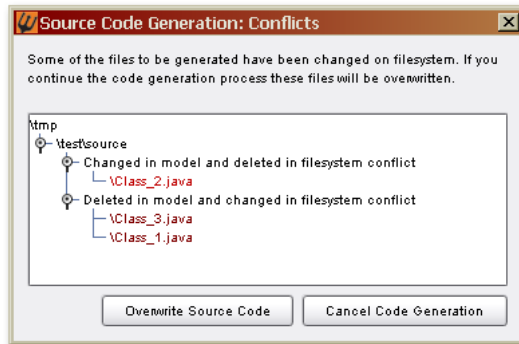 Source Code Generation: Conflicts
Some of the files to be generated have been changed on filesystem. If you
continue the code generation process these files will be overwritten.
\tmp
\test\source
Changed in model and deleted in filesystem conflict
\Class_2.java
Deleted in model and changed in filesystem conflict
\Class_3.java
\Class_1.java
Overwrite Source Code
Cancel Code Generation